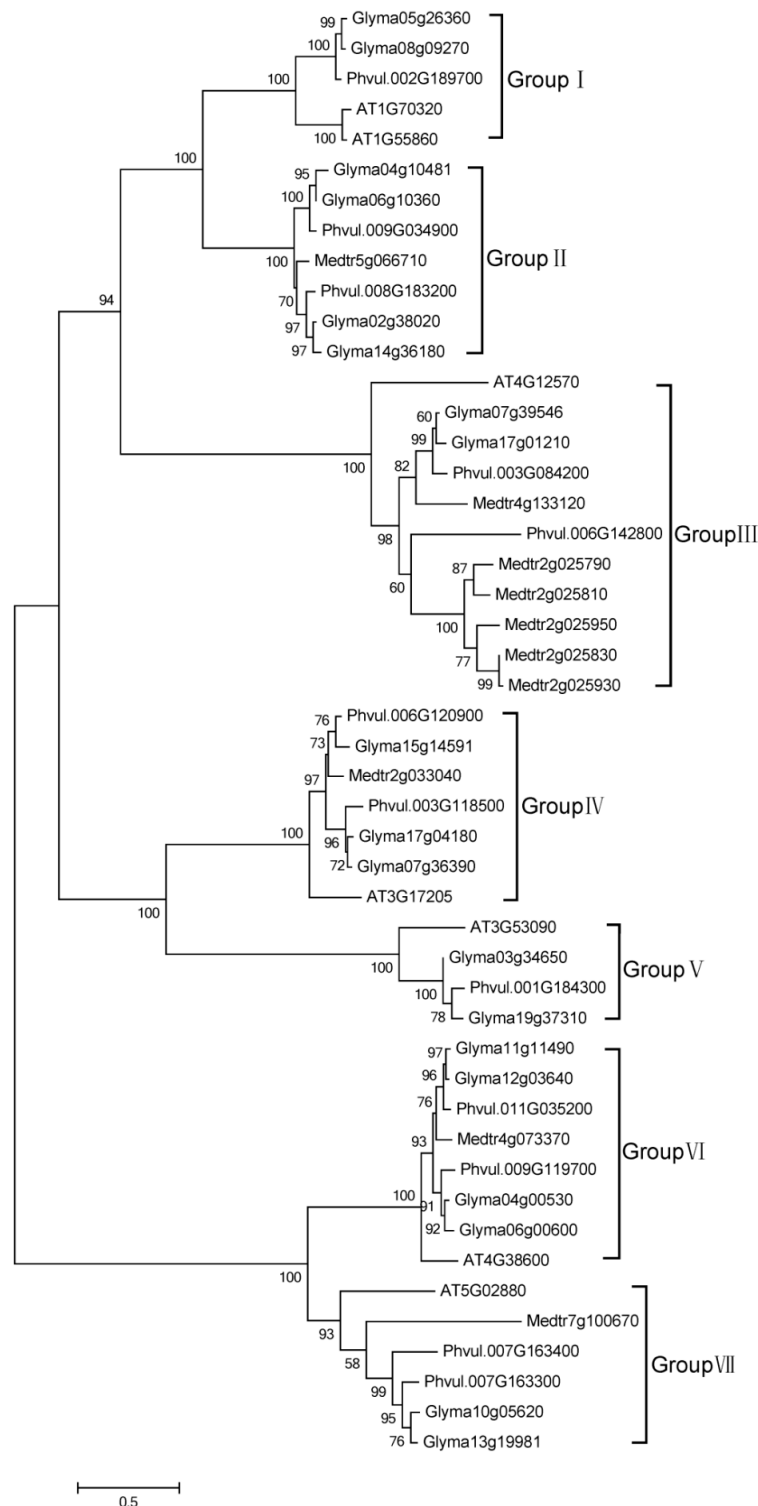 Glyma05g26360
99
Glyma08g09270
100
Phvul.002G189700
100
Group Ⅰ
AT1G70320
100
AT1G55860
100
Glyma04g10481
95
Glyma06g10360
100
Phvul.009G034900
100
Medtr5g066710
Group Ⅱ
70
Phvul.008G183200
97
Glyma02g38020
97
Glyma14g36180
94
AT4G12570
100
60
Glyma07g39546
99
Glyma17g01210
82
Phvul.003G084200
Medtr4g133120
98
Phvul.006G142800
GroupⅢ
60
87
Medtr2g025790
Medtr2g025810
100
Medtr2g025950
77
Medtr2g025830
99
Medtr2g025930
76
Phvul.006G120900
73
Glyma15g14591
97
Medtr2g033040
Phvul.003G118500
GroupⅣ
100
96
Glyma17g04180
72
Glyma07g36390
AT3G17205
100
AT3G53090
100
Glyma03g34650
Group Ⅴ
100
Phvul.001G184300
78
Glyma19g37310
97
Glyma11g11490
96
Glyma12g03640
76
Phvul.011G035200
93
Medtr4g073370
GroupⅥ
Phvul.009G119700
100
91
Glyma04g00530
92
Glyma06g00600
AT4G38600
100
AT5G02880
93
Medtr7g100670
58
Phvul.007G163400
GroupⅦ
99
Phvul.007G163300
95
Glyma10g05620
76
Glyma13g19981
0.5